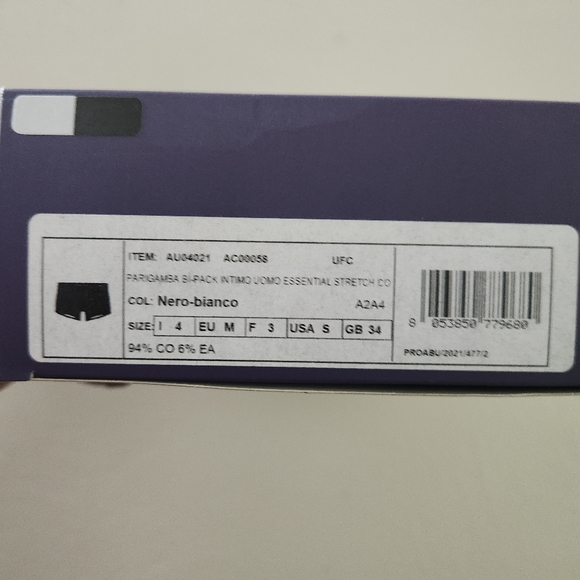 ITEM: AU04021 AC00058 UFC
PARIGAMBA BI-PACK INTIMO UOMO ESSENTIAL STRETCH CO
COL: Nero-bianco A2A4
SIZE: I 4 EU M F 3 USA S GB 34
94% CO 6% EA
8 053850 779680
PROABU/2021/477/2